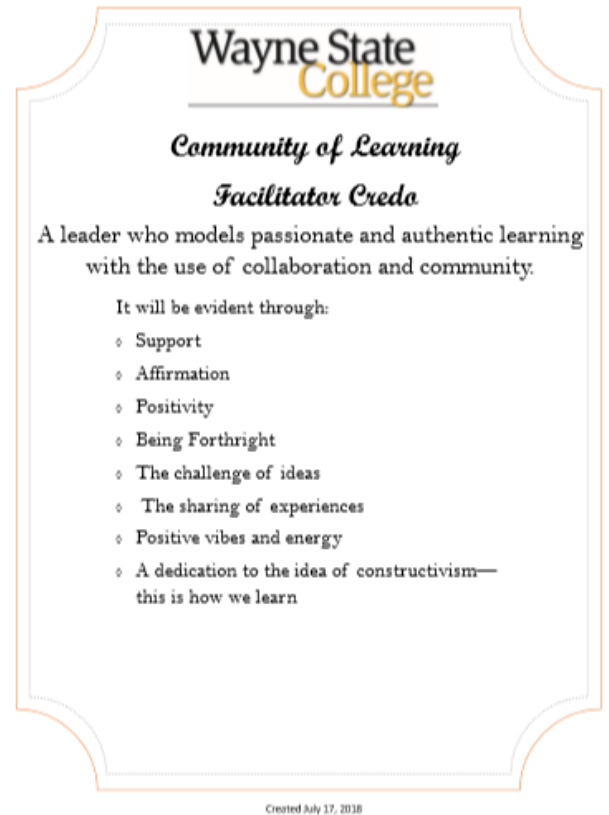 Wayne State
College
Community of Learning
Facilitator Credo
A leader who models passionate and authentic learning
with the use of collaboration and community.
It will be evident through:
◊ Support
◊ Affirmation
◊ Positivity
◊ Being Forthright
◊ The challenge of ideas
◊ The sharing of experiences
◊ Positive vibes and energy
◊ A dedication to the idea of constructivism—
this is how we learn
Created July 17, 2018